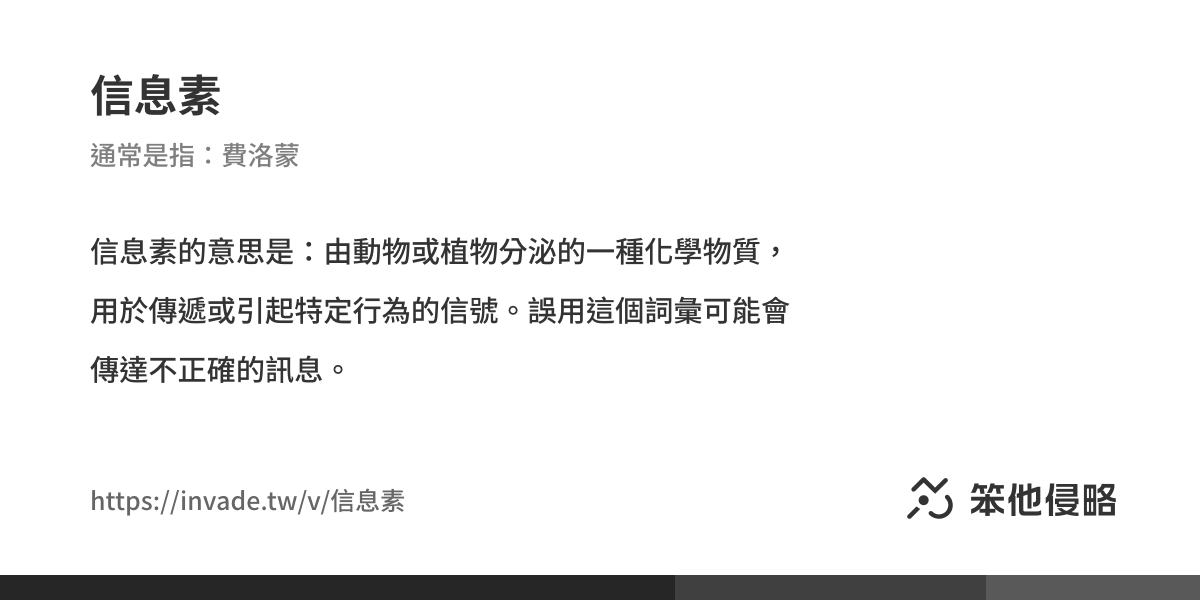 信息素
通常是指：費洛蒙
信息素的意思是：由動物或植物分泌的一種化學物質，
用於傳遞或引起特定行為的信號。誤用這個詞彙可能會
傳達不正確的訊息。
https://invade.tw/v/信息素
笨他侵略